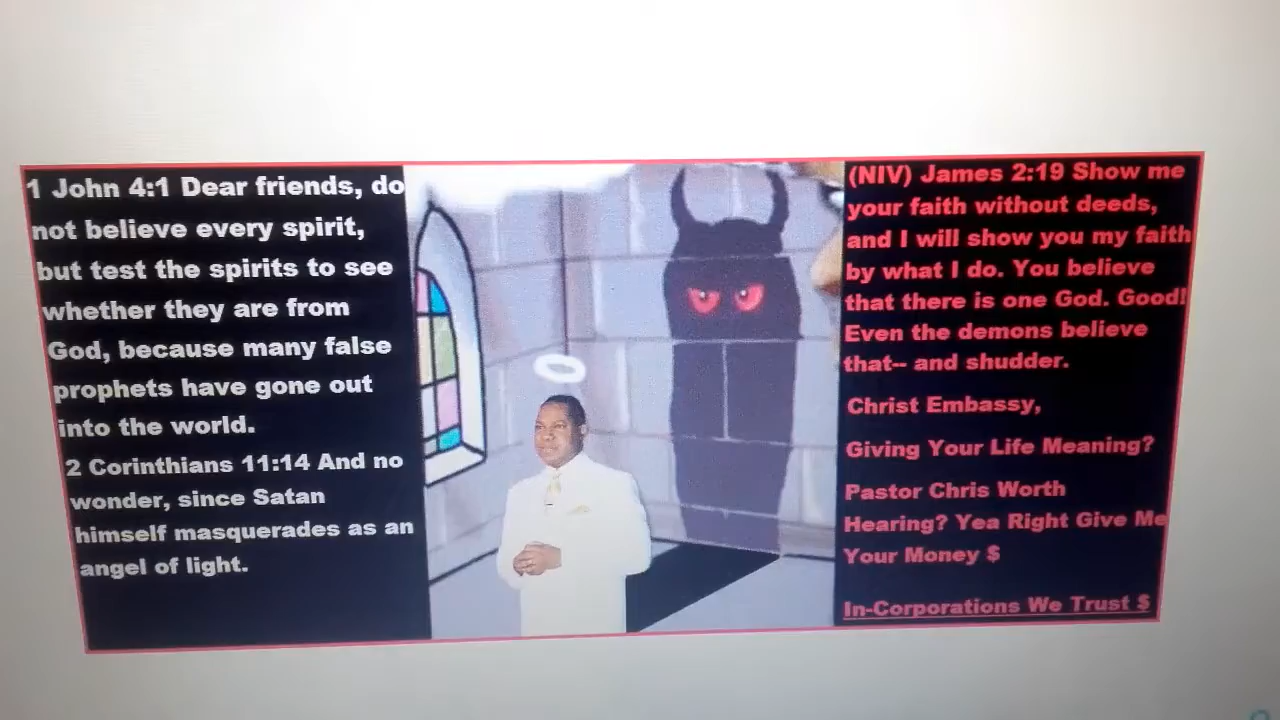 1 John 4:1 Dear friends, do
not believe every spirit,
but test the spirits to see
whether they are from
God, because many false
prophets have gone out
into the world.
2 Corinthians 11:14 And no
wonder, since Satan
himself masquerades as an
angel of light.
(NIV) James 2:19 Show me
your faith without deeds,
and I will show you my faith
by what I do. You believe
that there is one God. Good!
Even the demons believe
that-- and shudder.
Christ Embassy,
Giving Your Life Meaning?
Pastor Chris Worth
Hearing? Yea Right Give Me
Your Money $
In-Corporations We Trust $